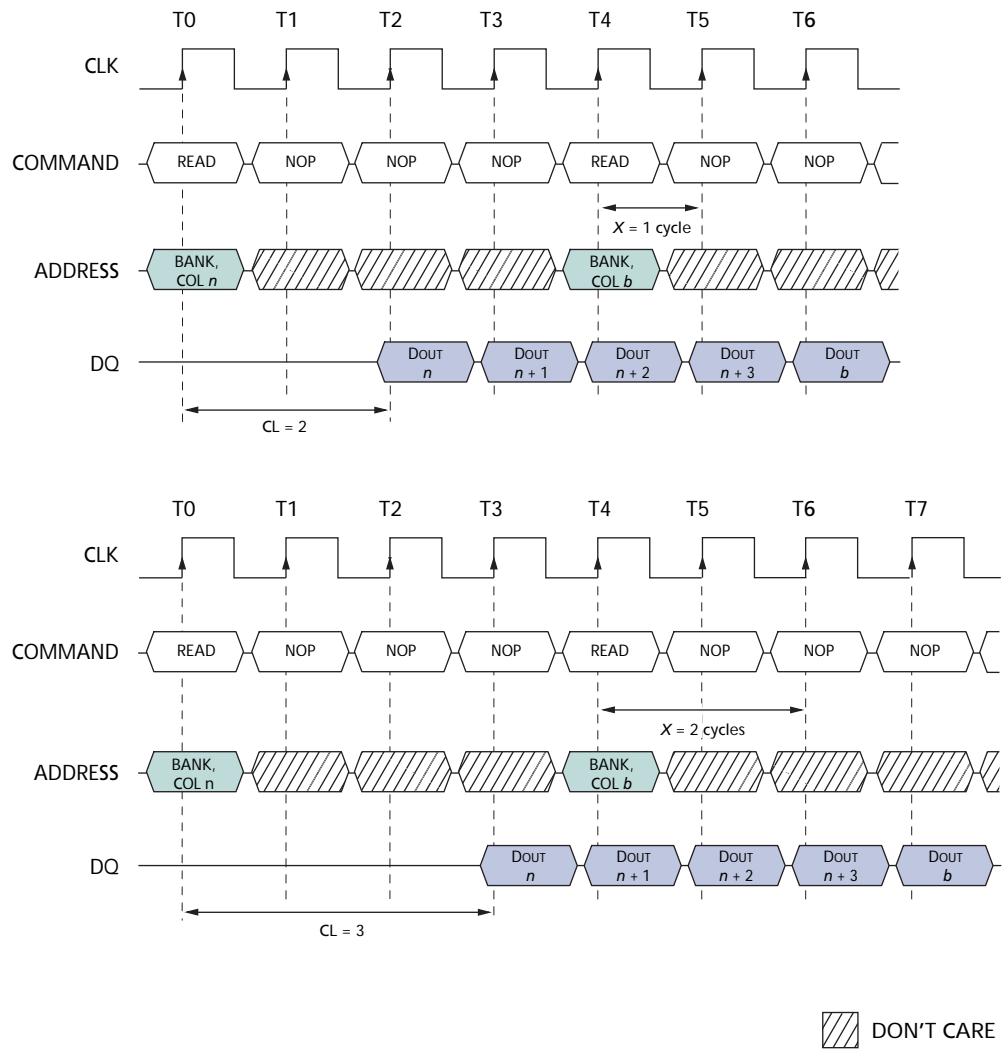 T0 T1 T2 T3 T4 T5 T6
CLK
COMMAND READ NOP NOP NOP READ NOP NOP
X = 1 cycle
ADDRESS BANK, COL n BANK, COL b
DQ DOUT n DOUT n + 1 DOUT n + 2 DOUT n + 3 DOUT b
CL = 2
T0 T1 T2 T3 T4 T5 T6 T7
CLK
COMMAND READ NOP NOP NOP READ NOP NOP NOP
X = 2 cycles
ADDRESS BANK, COL n BANK, COL b
DQ DOUT n DOUT n + 1 DOUT n + 2 DOUT n + 3 DOUT b
CL = 3
DON'T CARE